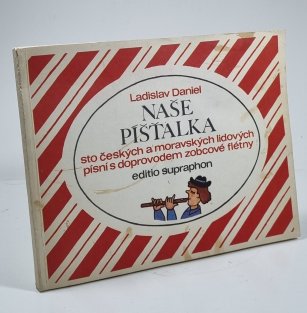 Ladislav Daniel
NAŠE
PÍŠŤALKA
sto českých a moravských lidových
písní s doprovodem zobcové flétny
editio supraphon